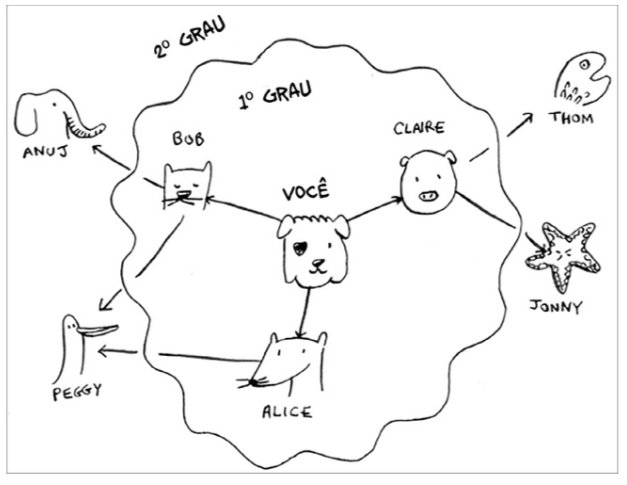 2º GRAU
1º GRAU
BOB
CLAIRE
THOM
ANUJ
VOCÊ
JONNY
PEGGY
ALICE